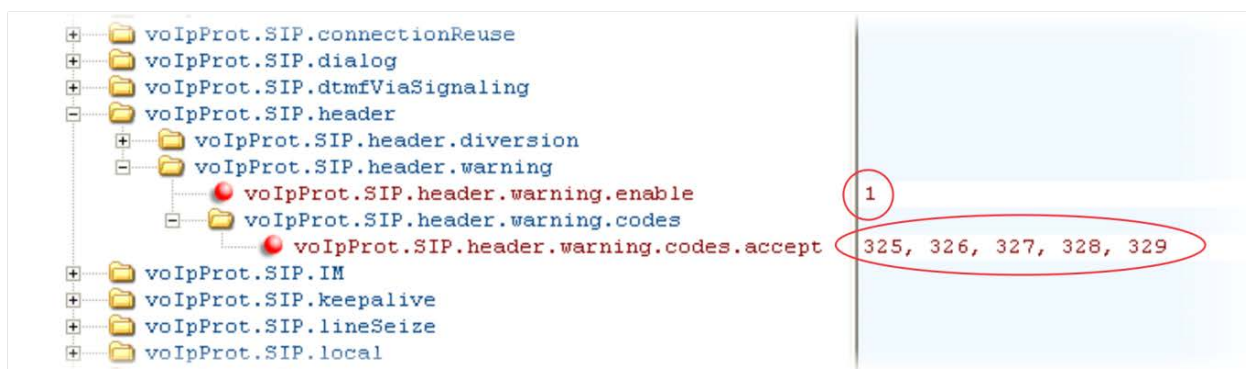 voIpProt.SIP.connectionReuse
voIpProt.SIP.dialog
voIpProt.SIP.dtmfViaSignaling
voIpProt.SIP.header
voIpProt.SIP.header.diversion
voIpProt.SIP.header.warning
voIpProt.SIP.header.warning.enable 1
voIpProt.SIP.header.warning.codes
voIpProt.SIP.header.warning.codes.accept 325, 326, 327, 328, 329
voIpProt.SIP.IM
voIpProt.SIP.keepalive
voIpProt.SIP.lineSeize
voIpProt.SIP.local